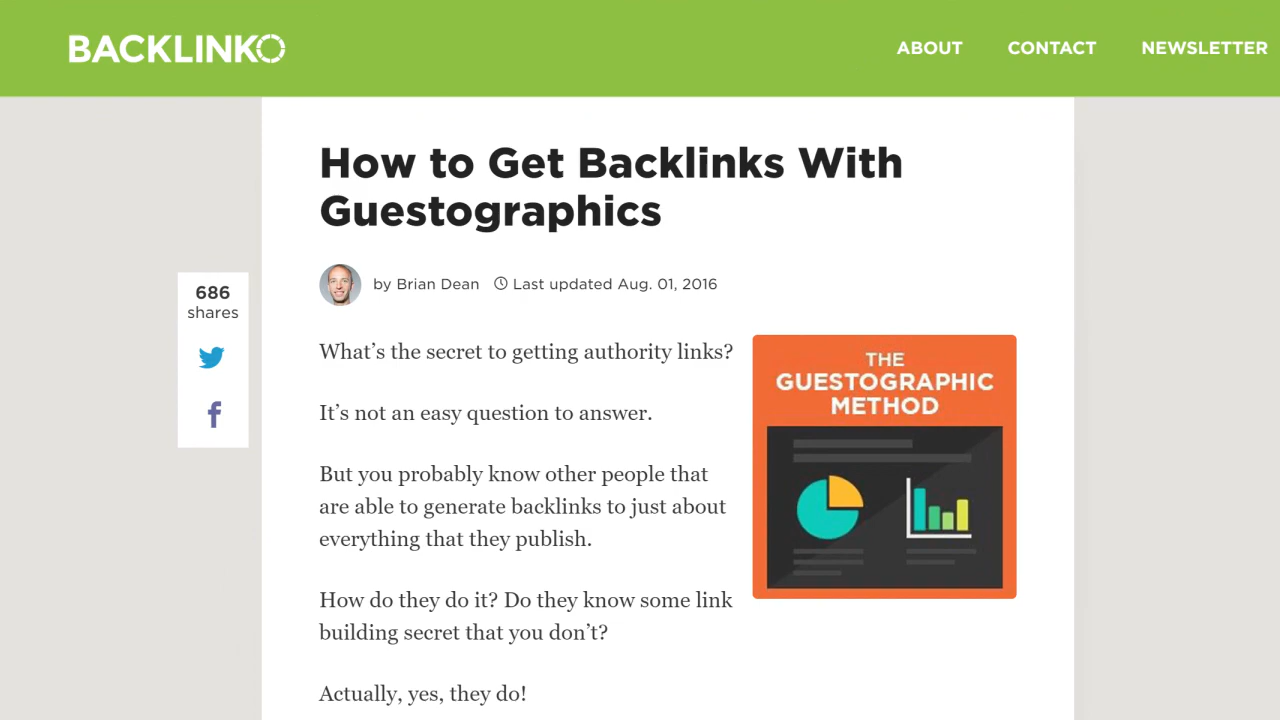 BACKLINKO
ABOUT
CONTACT
NEWSLETTER
How to Get Backlinks With
Guestographics
by Brian Dean
Last updated Aug. 01, 2016
686
shares
What’s the secret to getting authority links?
It’s not an easy question to answer.
But you probably know other people that
are able to generate backlinks to just about
everything that they publish.
How do they do it? Do they know some link
building secret that you don’t?
Actually, yes, they do!
THE
GUESTOGRAPHIC
METHOD